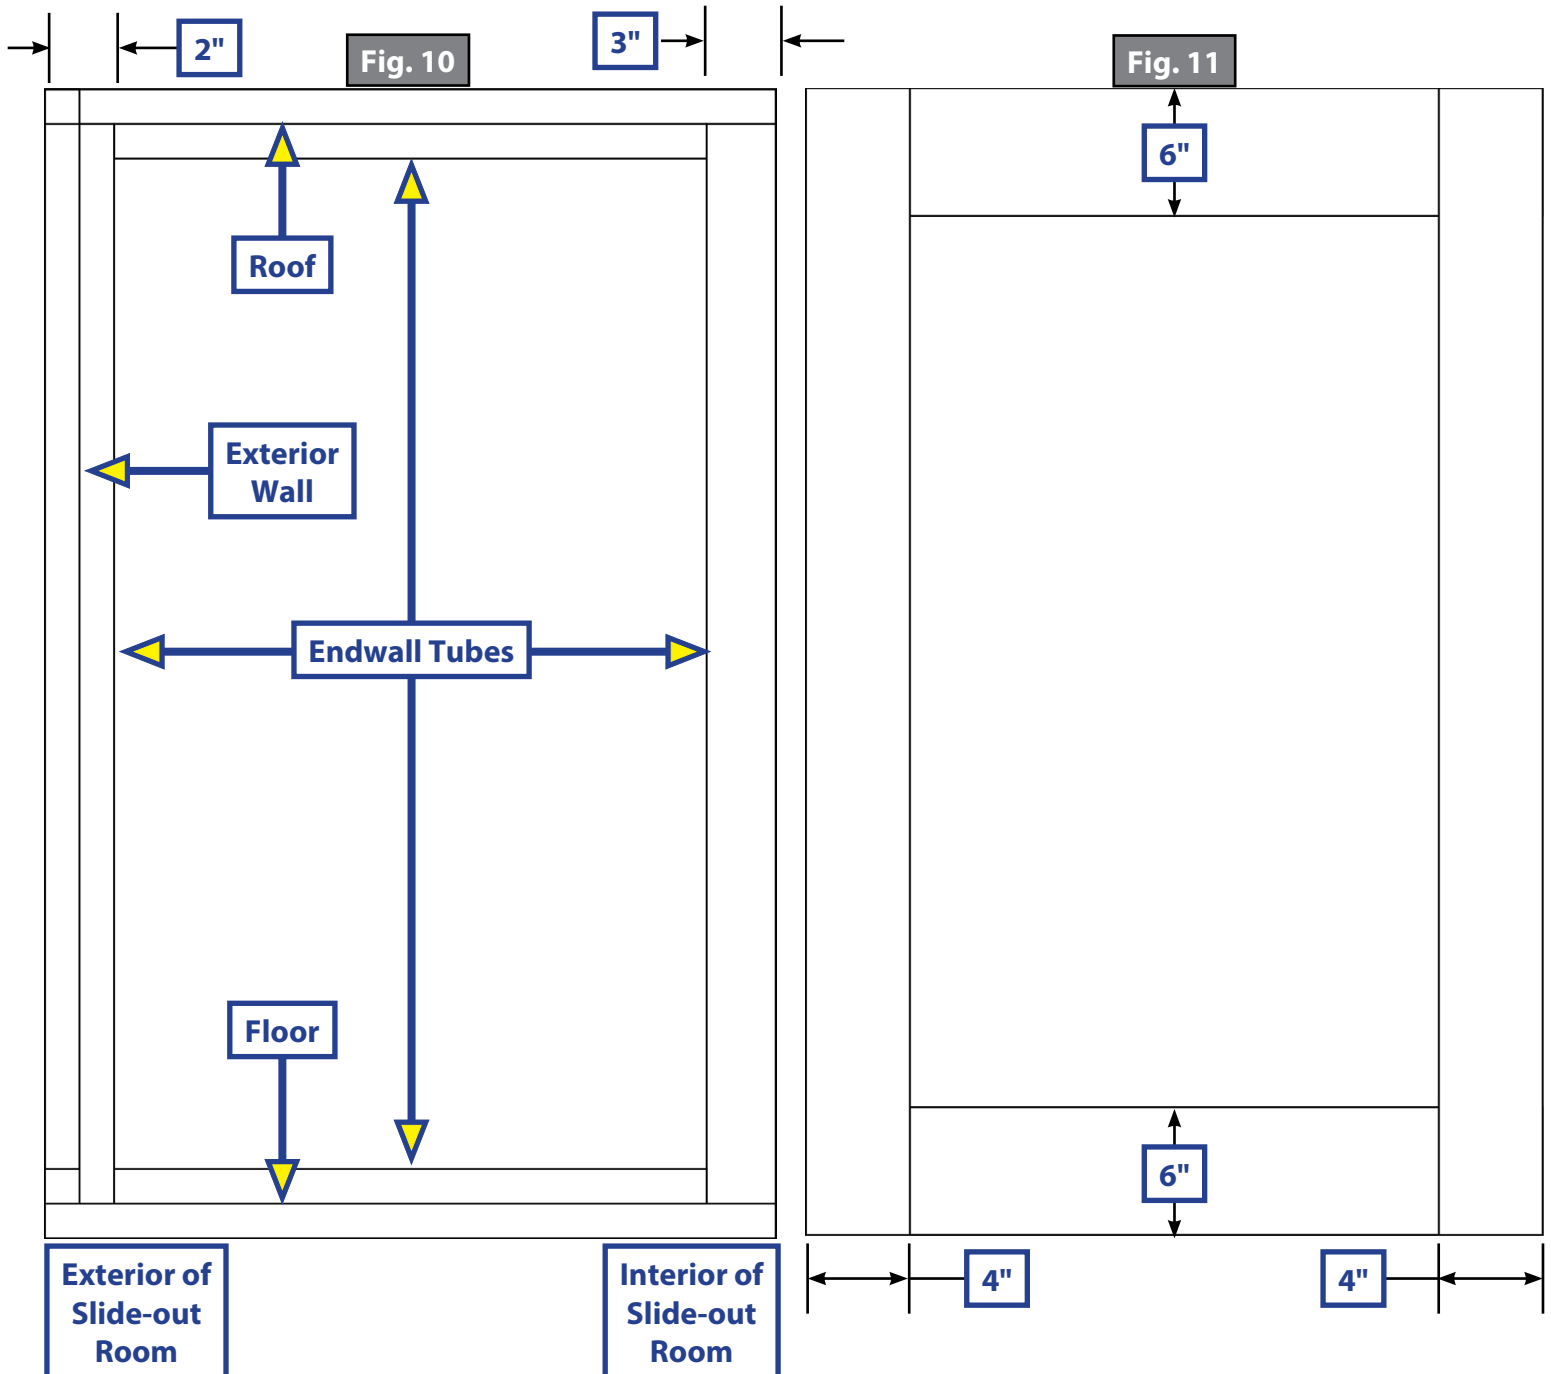 2"
Fig. 10
3"
Fig. 11
6"
Roof
Exterior
Wall
Endwall Tubes
Floor
6"
Exterior of
Slide-out
Room
Interior of
Slide-out
Room
4"
4"